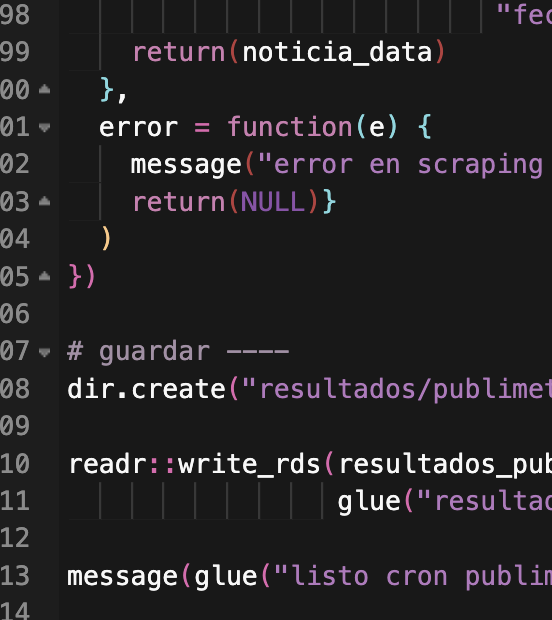 98 "fec
99 return(noticia_data)
00 },
01 error = function(e) {
02 message("error en scraping
03 return(NULL)}
04 )
05 })
06
07 # guardar ----
08 dir.create("resultados/publimet
09
10 readr::write_rds(resultados_pub
11 glue("resultad
12
13 message(glue("listo cron publim
14